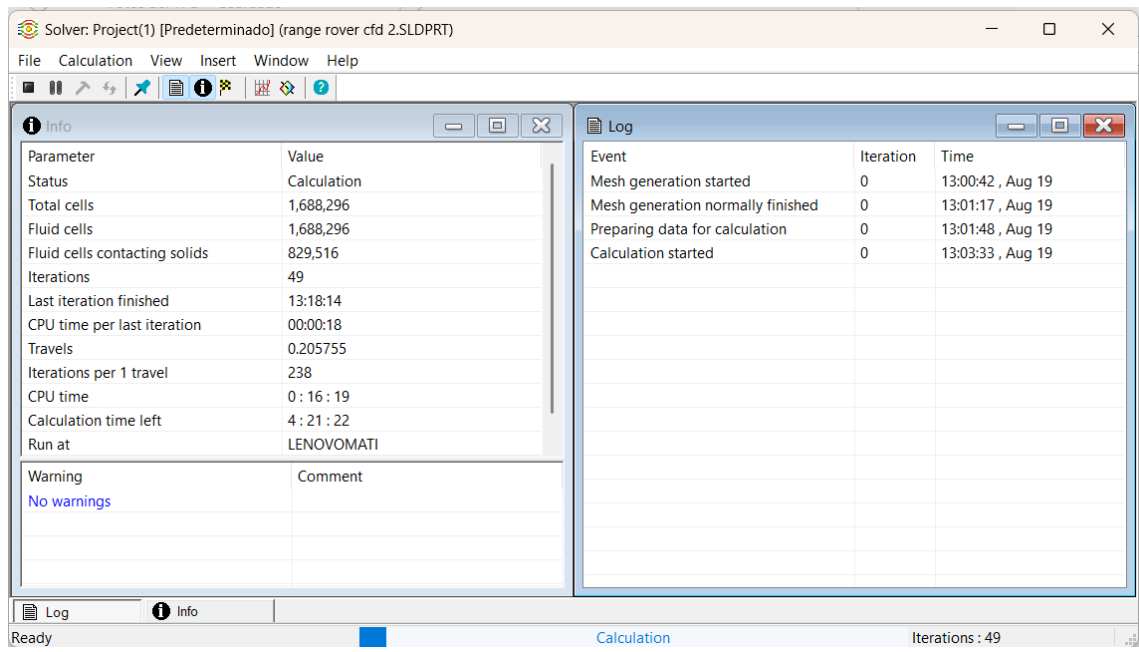 Solver: Project(1) [Predeterminado] (range rover cfd 2.SLDPRT)
File Calculation View Insert Window Help
Info
Parameter Value
Status Calculation
Total cells 1,688,296
Fluid cells 1,688,296
Fluid cells contacting solids 829,516
Iterations 49
Last iteration finished 13:18:14
CPU time per last iteration 00:00:18
Travels 0.205755
Iterations per 1 travel 238
CPU time 0 : 16 : 19
Calculation time left 4 : 21 : 22
Run at LENOVOMATI
Warning Comment
No warnings
Log
Event Iteration Time
Mesh generation started 0 13:00:42 , Aug 19
Mesh generation normally finished 0 13:01:17 , Aug 19
Preparing data for calculation 0 13:01:48 , Aug 19
Calculation started 0 13:03:33 , Aug 19
Log Info
Ready Calculation Iterations : 49